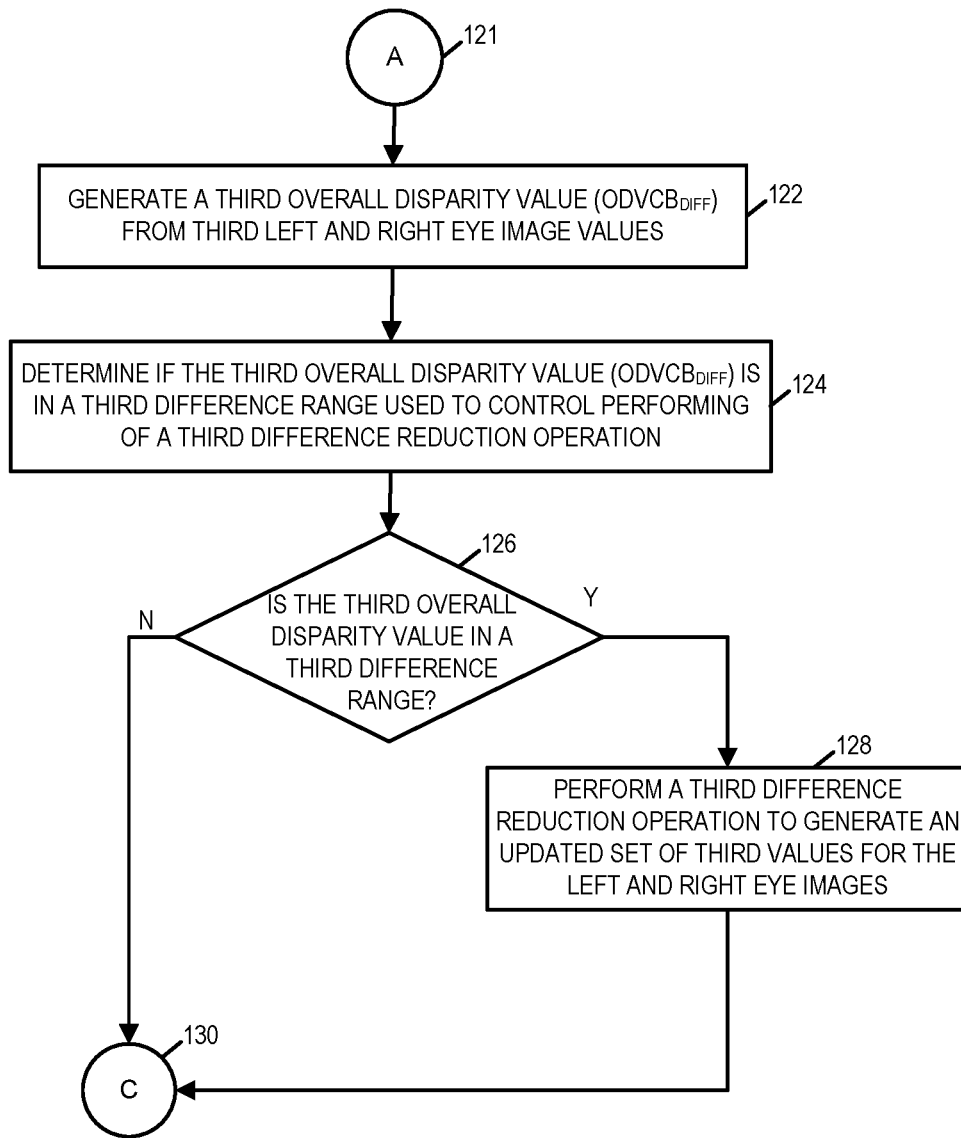 A
121
GENERATE A THIRD OVERALL DISPARITY VALUE (ODVCBDIFF)
FROM THIRD LEFT AND RIGHT EYE IMAGE VALUES
122
DETERMINE IF THE THIRD OVERALL DISPARITY VALUE (ODVCBDIFF) IS
IN A THIRD DIFFERENCE RANGE USED TO CONTROL PERFORMING
OF A THIRD DIFFERENCE REDUCTION OPERATION
124
126
IS THE THIRD OVERALL
DISPARITY VALUE IN A
THIRD DIFFERENCE
RANGE?
N
Y
128
PERFORM A THIRD DIFFERENCE
REDUCTION OPERATION TO GENERATE AN
UPDATED SET OF THIRD VALUES FOR THE
LEFT AND RIGHT EYE IMAGES
130
C